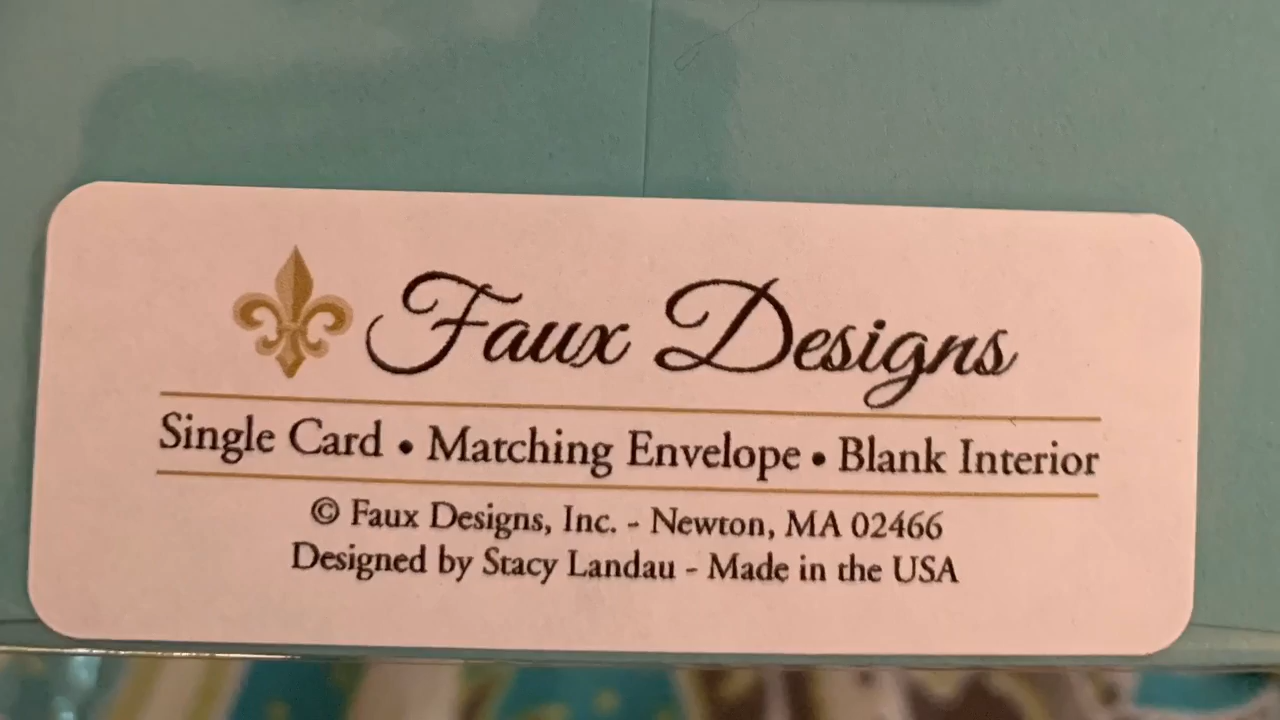 Faux Designs
Single Card • Matching Envelope • Blank Interior
© Faux Designs, Inc. - Newton, MA 02466
Designed by Stacy Landau - Made in the USA